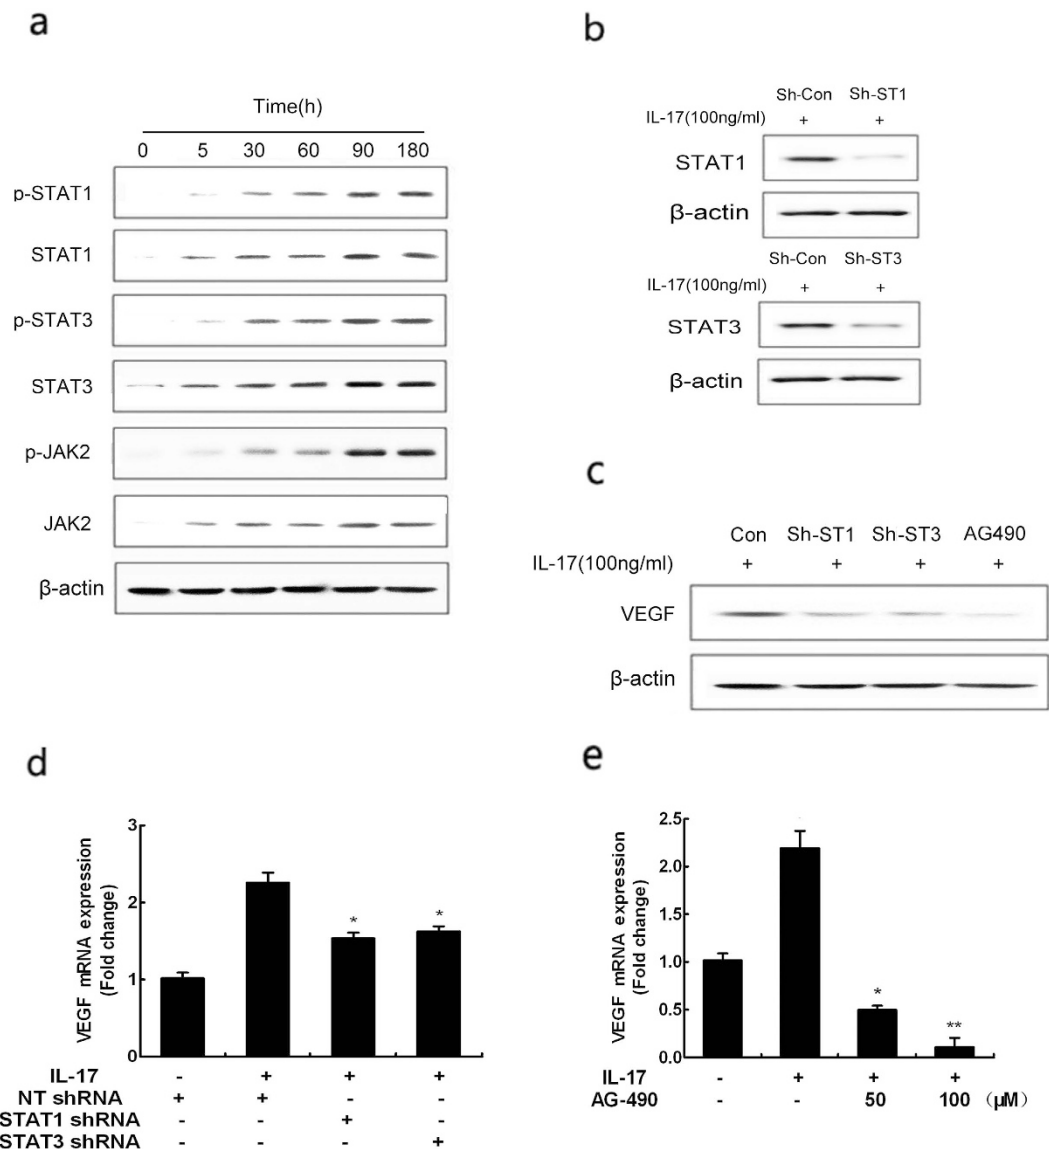 a
Time(h)
0 5 30 60 90 180
p-STAT1
STAT1
p-STAT3
STAT3
p-JAK2
JAK2
β-actin
b
Sh-Con Sh-ST1
IL-17(100ng/ml) + +
STAT1
β-actin
Sh-Con Sh-ST3
IL-17(100ng/ml) + +
STAT3
β-actin
c
Con Sh-ST1 Sh-ST3 AG490
IL-17(100ng/ml) + + + +
VEGF
β-actin
d
VEGF mRNA expression
(Fold change)
3
2
1
0
* *
IL-17 - + + +
NT shRNA + + - -
STAT1 shRNA - - + -
STAT3 shRNA - - - +
e
VEGF mRNA expression
(Fold change)
2.5
2.0
1.5
1.0
0.5
0.0
* **
IL-17 - + + +
AG-490 - - 50 100 (μM)